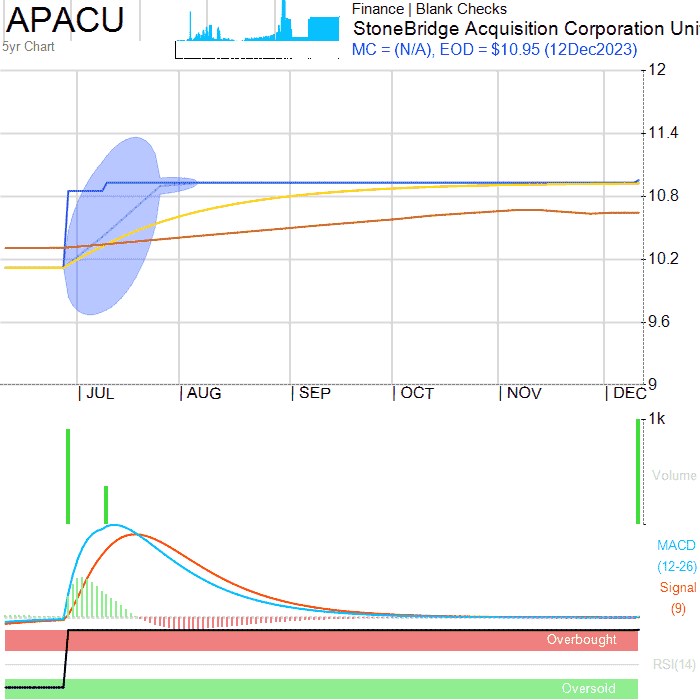 APACU
5yr Chart
Finance | Blank Checks
StoneBridge Acquisition Corporation Uni
MC = (N/A), EOD = $10.95 (12Dec2023)
12
11.4
10.8
10.2
9.6
9
| JUL | AUG | SEP | OCT | NOV | DEC
1k
Volume
MACD
(12-26)
Signal
(9)
Overbought
RSI(14)
Oversold